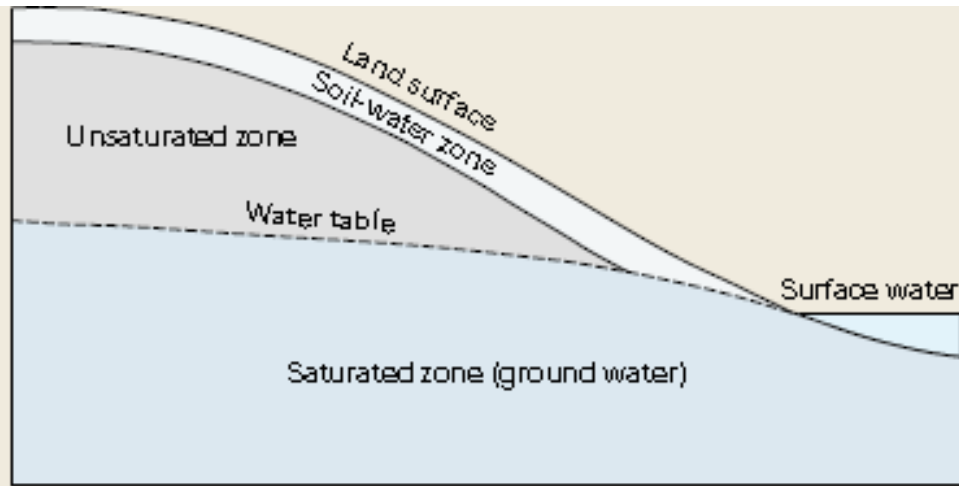 Land surface
Soil-water zone
Unsaturated zone
Water table
Surface water
Saturated zone (ground water)